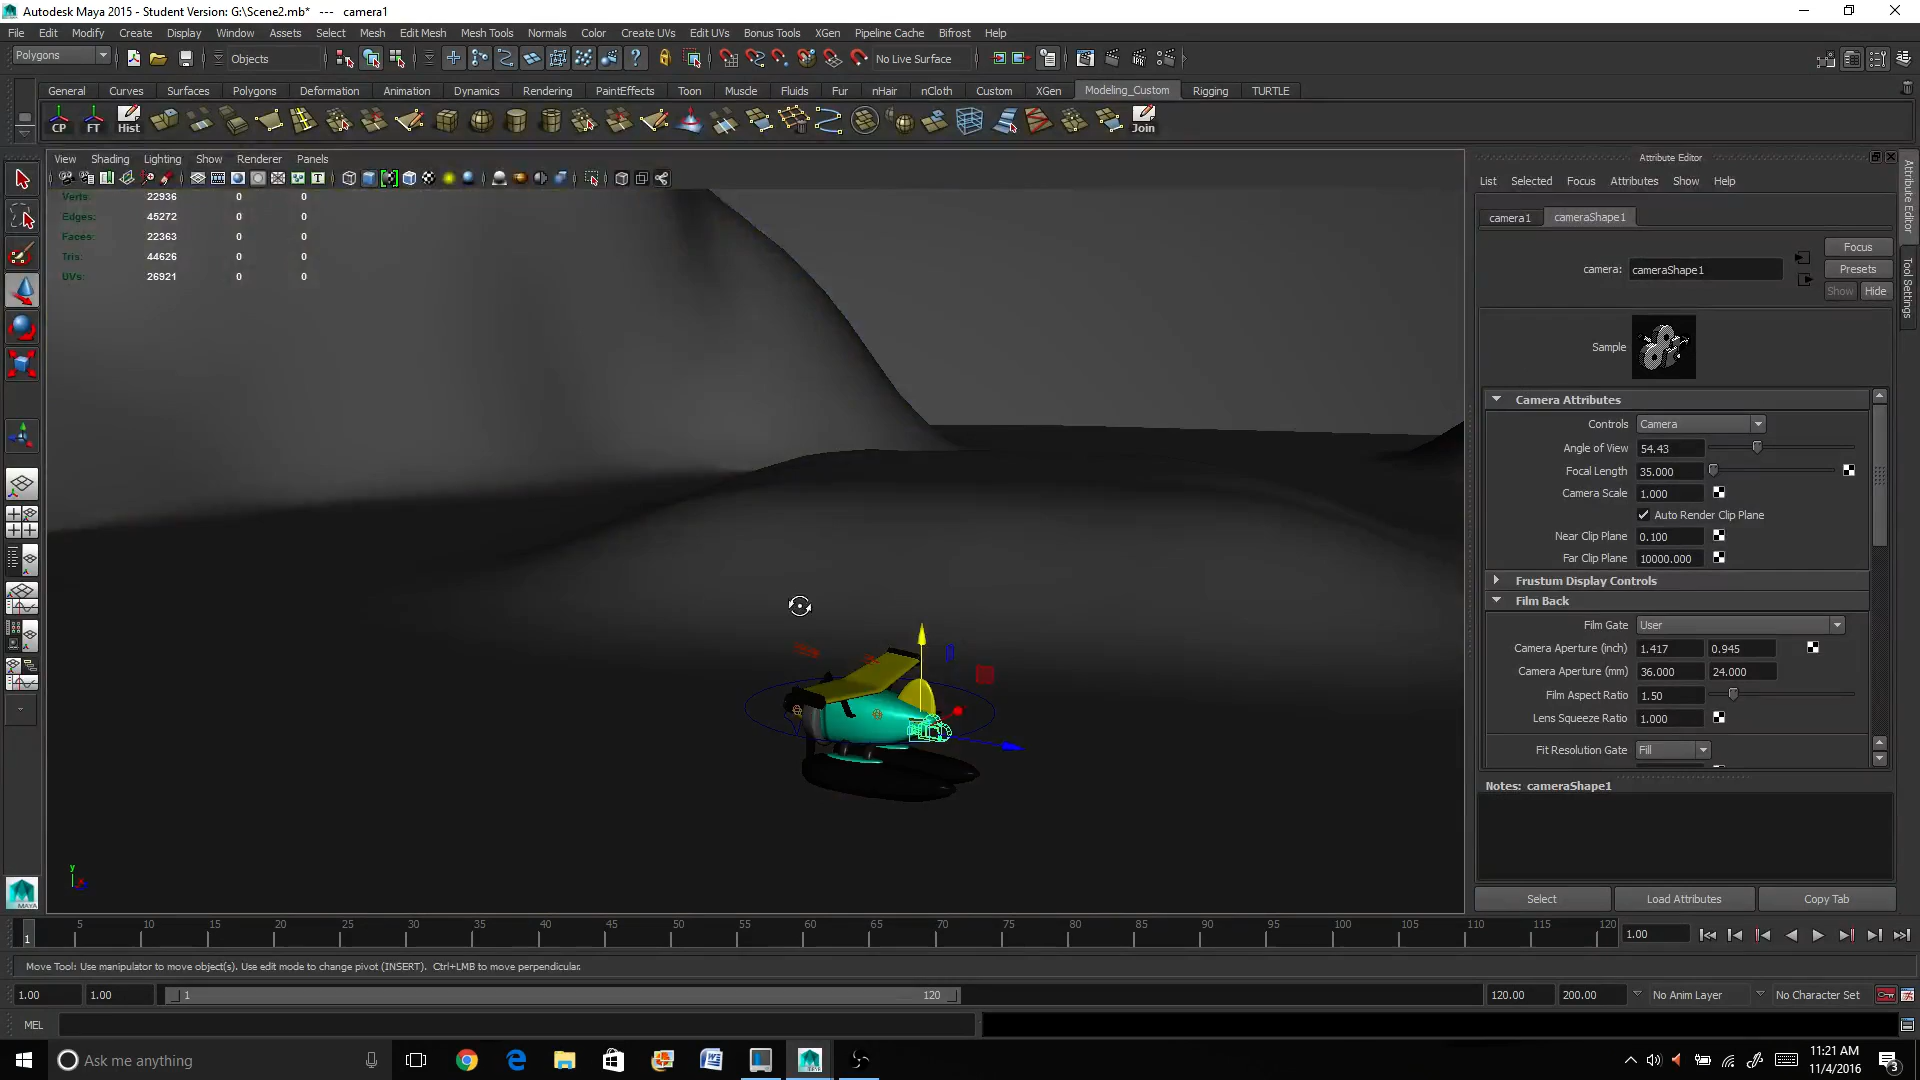 Autodesk Maya 2015 - Student Version: G:\Scene2.mb*   ---   camera1
File Edit Modify Create Display Window Assets Select Mesh Edit Mesh Mesh Tools Normals Color Create UVs Edit UVs Bonus Tools XGen Pipeline Cache Bifrost Help
Polygons Objects No Live Surface
General Curves Surfaces Polygons Deformation Animation Dynamics Rendering PaintEffects Toon Muscle Fluids Fur nHair nCloth Custom XGen Modeling_Custom Rigging TURTLE
CP FT Hist Join
View Shading Lighting Show Renderer Panels
Verts: 22936 0 0
Edges: 45272 0 0
Faces: 22363 0 0
Tris: 44626 0 0
UVs: 26921 0 0
y
Attribute Editor
List Selected Focus Attributes Show Help
camera1 cameraShape1
Focus
camera: cameraShape1 Presets
Show Hide
Sample
Camera Attributes
Controls Camera
Angle of View 54.43
Focal Length 35.000
Camera Scale 1.000
Auto Render Clip Plane
Near Clip Plane 0.100
Far Clip Plane 10000.000
Frustum Display Controls
Film Back
Film Gate User
Camera Aperture (inch) 1.417 0.945
Camera Aperture (mm) 36.000 24.000
Film Aspect Ratio 1.50
Lens Squeeze Ratio 1.000
Fit Resolution Gate Fill
Notes: cameraShape1
Select Load Attributes Copy Tab
Attribute Editor
Tool Settings
MAYA
1 5 10 15 20 25 30 35 40 45 50 55 60 65 70 75 80 85 90 95 100 105 110 115 120 1.00
Move Tool: Use manipulator to move object(s). Use edit mode to change pivot (INSERT). Ctrl+LMB to move perpendicular.
1.00 1.00 1 120 120.00 200.00 No Anim Layer No Character Set
MEL
Ask me anything
11:21 AM
11/4/2016
3